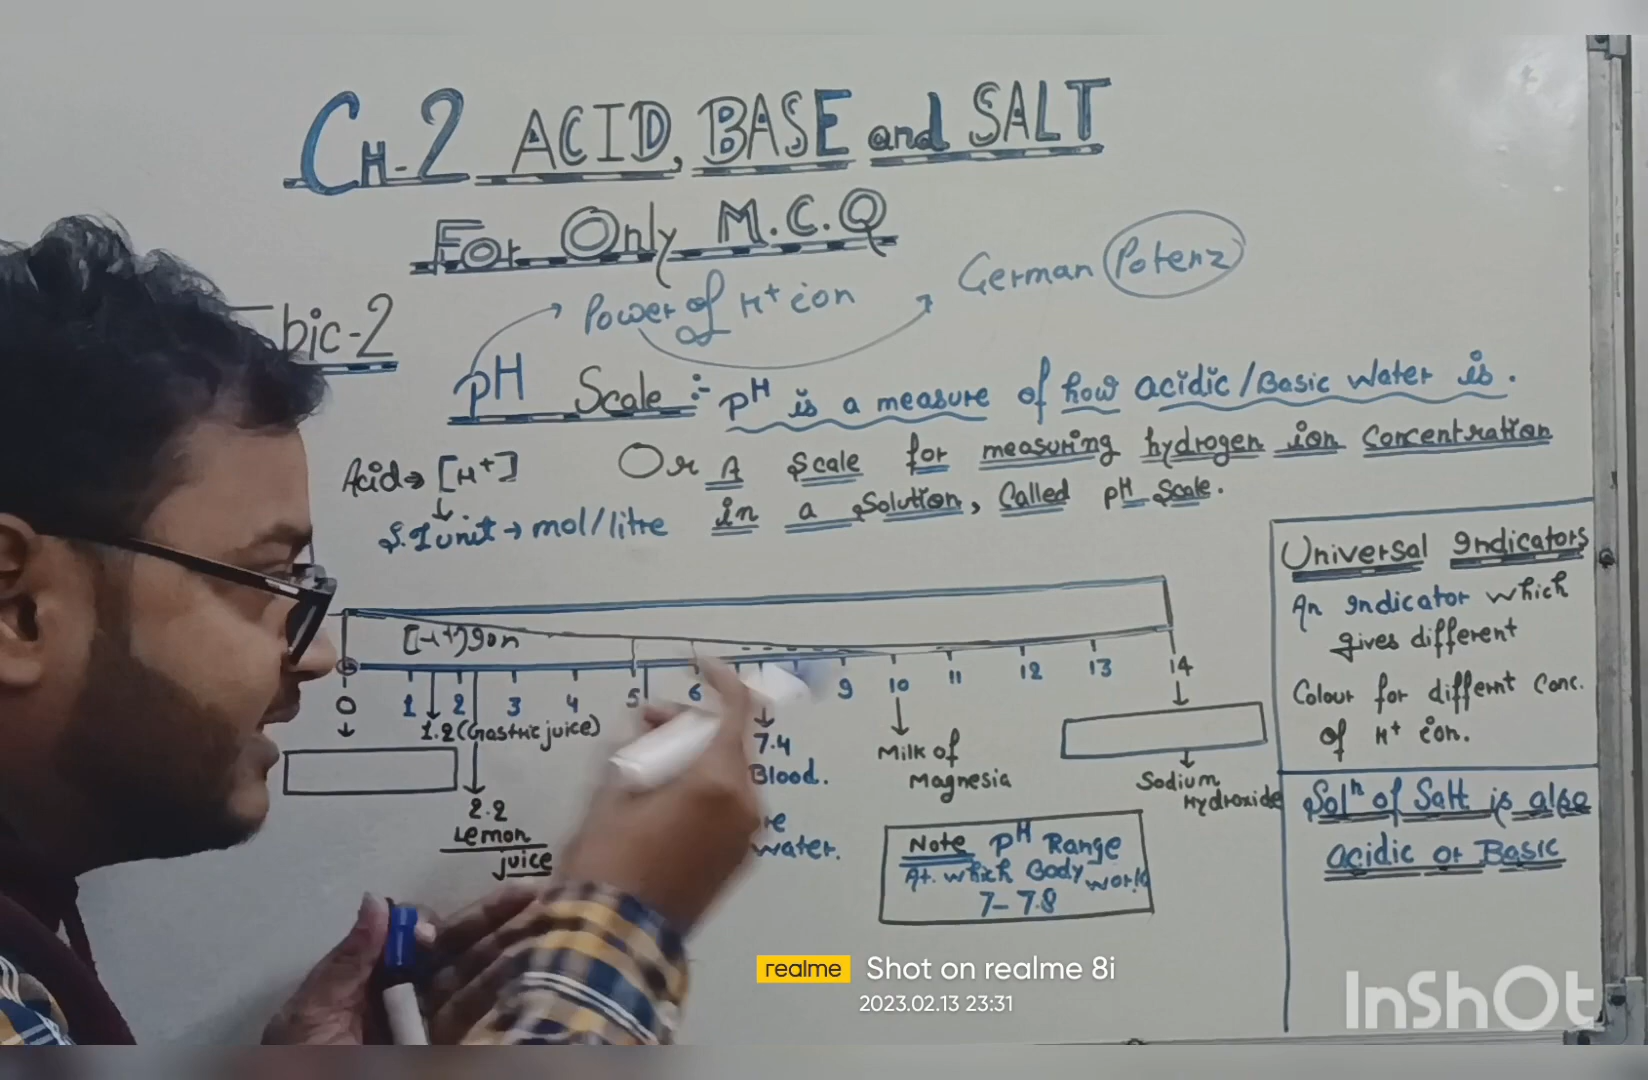 CH-2 ACID, BASE and SALT
For Only M.C.Q
Power of H+ ion
German Potenz
pH Scale :- pH is a measure of how acidic/Basic Water is.
Or A Scale for measuring hydrogen ion Concentration
in a Solution, Called pH Scale.
Acid → [H+]
S.I unit → mol/litre
0 1 2 3 4 5 6 9 10 11 12 13 14
1.2 (Gastric juice)
2.2
Lemon
juice
7.4
Blood.
water.
Milk of
Magnesia
Sodium
Hydroxide
Note pH Range
At. which Body work
7-7.8
Universal Indicators
An Indicator which
gives different
Colour for differnt Conc.
of H+ ion.
Solⁿ of Salt is also
acidic or Basic
realme Shot on realme 8i
2023.02.13 23:31
InShOt